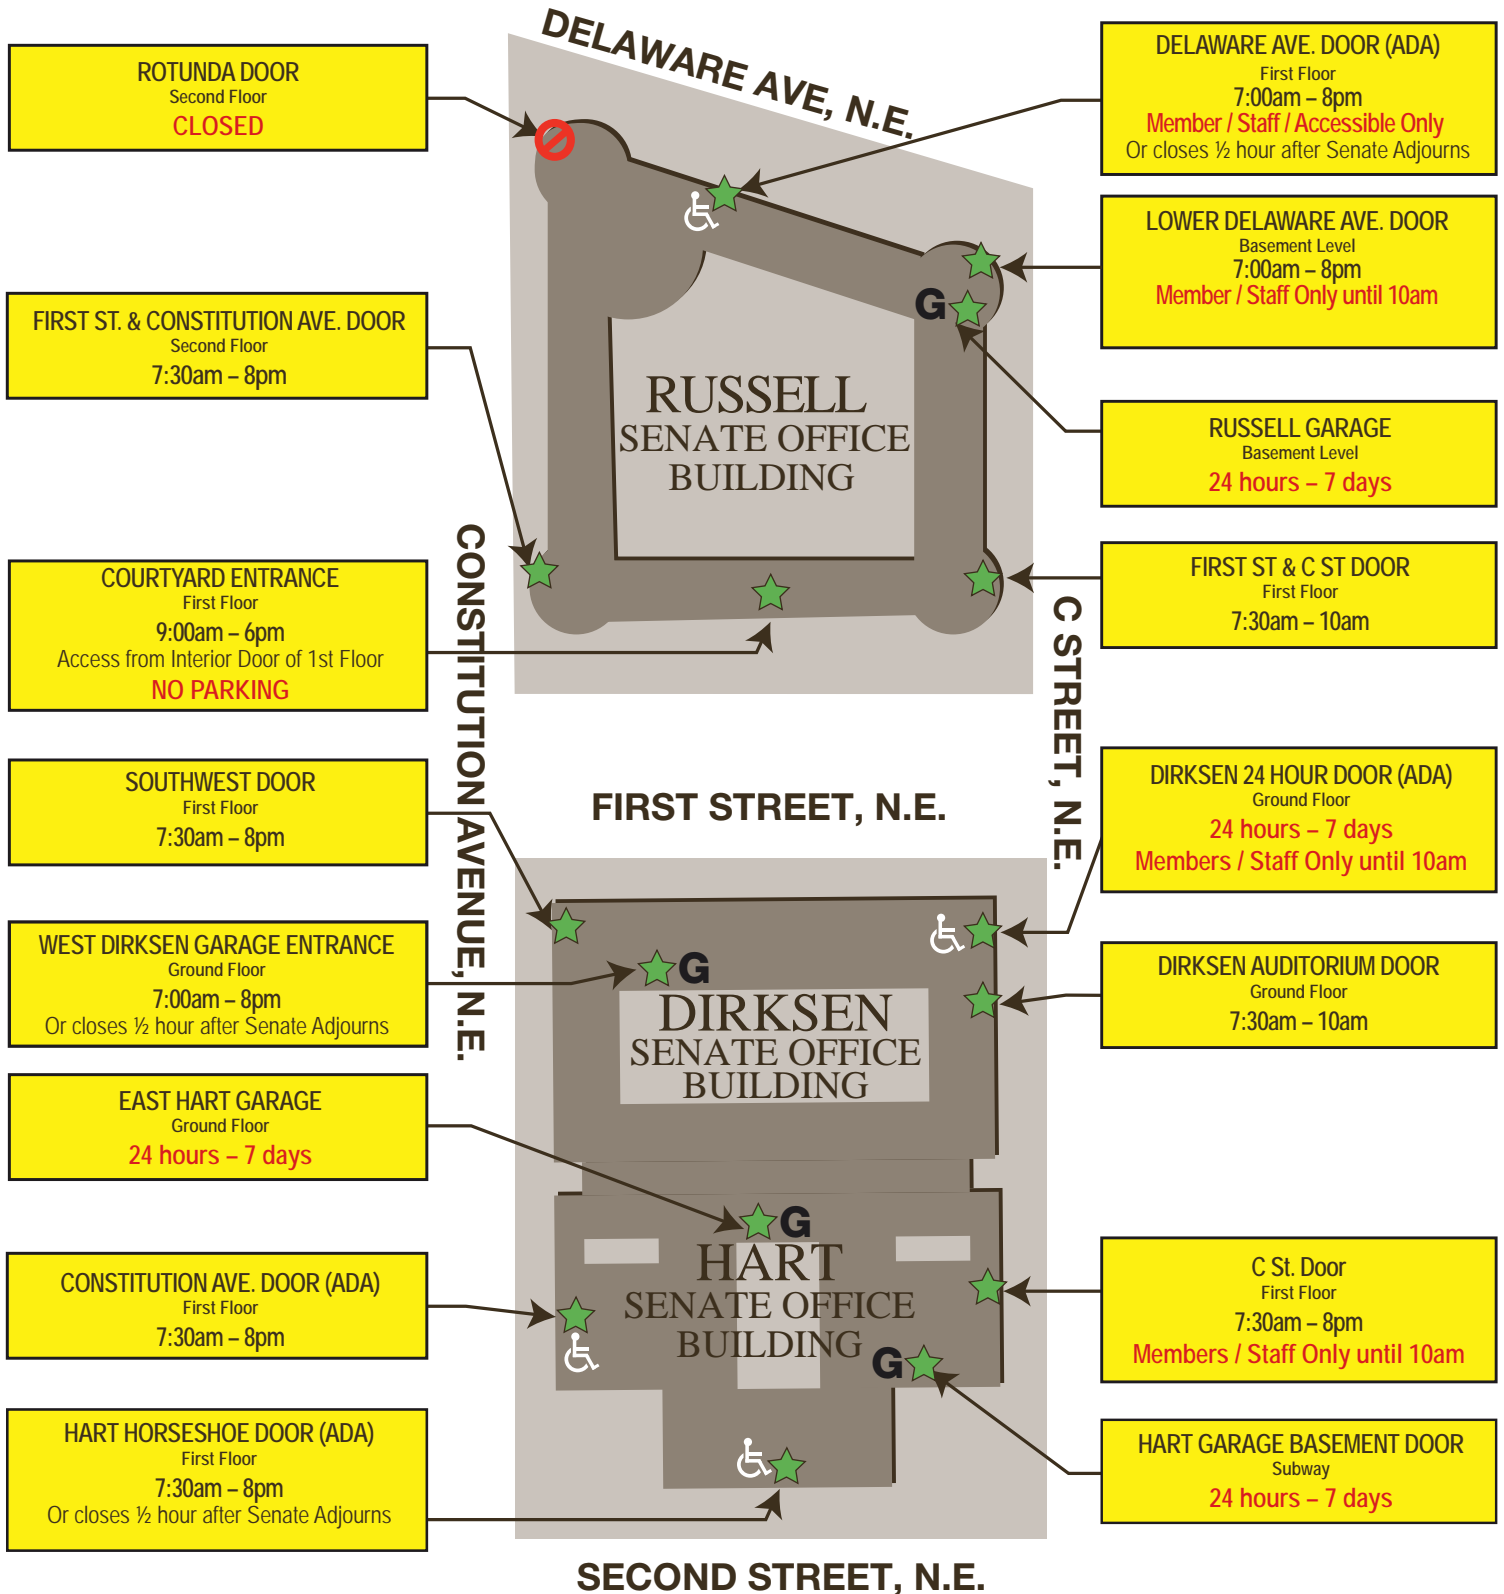 DELAWARE AVE, N.E.
ROTUNDA DOOR
Second Floor
CLOSED
FIRST ST. & CONSTITUTION AVE. DOOR
Second Floor
7:30am – 8pm
COURTYARD ENTRANCE
First Floor
9:00am – 6pm
Access from Interior Door of 1st Floor
NO PARKING
SOUTHWEST DOOR
First Floor
7:30am – 8pm
WEST DIRKSEN GARAGE ENTRANCE
Ground Floor
7:00am – 8pm
Or closes ½ hour after Senate Adjourns
EAST HART GARAGE
Ground Floor
24 hours – 7 days
CONSTITUTION AVE. DOOR (ADA)
First Floor
7:30am – 8pm
HART HORSESHOE DOOR (ADA)
First Floor
7:30am – 8pm
Or closes ½ hour after Senate Adjourns
CONSTITUTION AVENUE, N.E.
G
RUSSELL
SENATE OFFICE
BUILDING
FIRST STREET, N.E.
G
DIRKSEN
SENATE OFFICE
BUILDING
G
HART
SENATE OFFICE
BUILDING
G
SECOND STREET, N.E.
C STREET, N.E.
DELAWARE AVE. DOOR (ADA)
First Floor
7:00am – 8pm
Member / Staff / Accessible Only
Or closes ½ hour after Senate Adjourns
LOWER DELAWARE AVE. DOOR
Basement Level
7:00am – 8pm
Member / Staff Only until 10am
RUSSELL GARAGE
Basement Level
24 hours – 7 days
FIRST ST & C ST DOOR
First Floor
7:30am – 10am
DIRKSEN 24 HOUR DOOR (ADA)
Ground Floor
24 hours – 7 days
Members / Staff Only until 10am
DIRKSEN AUDITORIUM DOOR
Ground Floor
7:30am – 10am
C St. Door
First Floor
7:30am – 8pm
Members / Staff Only until 10am
HART GARAGE BASEMENT DOOR
Subway
24 hours – 7 days